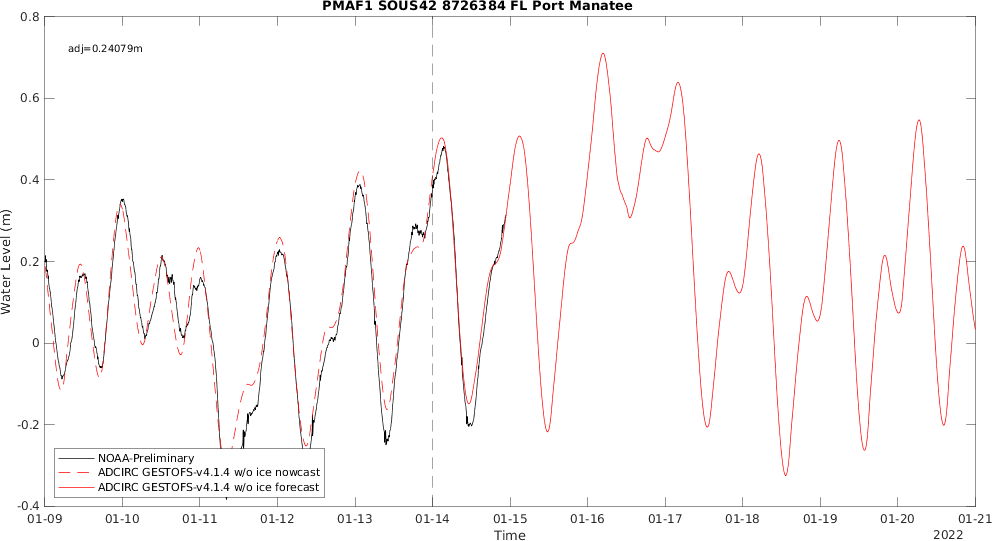 PMAF1 SOUS42 8726384 FL Port Manatee
0.8
0.6
0.4
0.2
0
-0.2
-0.4
Water Level (m)
adj=0.24079m
NOAA-Preliminary
ADCIRC GESTOFS-v4.1.4 w/o ice nowcast
ADCIRC GESTOFS-v4.1.4 w/o ice forecast
01-09 01-10 01-11 01-12 01-13 01-14 01-15 01-16 01-17 01-18 01-19 01-20 01-21
Time
2022